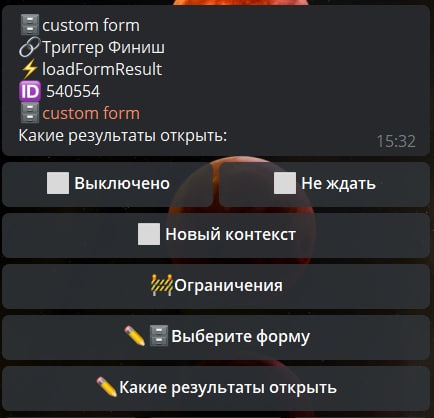 🗄️custom form
🔗Триггер Финиш
⚡loadFormResult
🆔 540554
🗄️custom form
Какие результаты открыть:
15:32
⬜ Выключено
⬜ Не ждать
⬜ Новый контекст
🚧Ограничения
✏️🗄️Выберите форму
✏️Какие результаты открыть